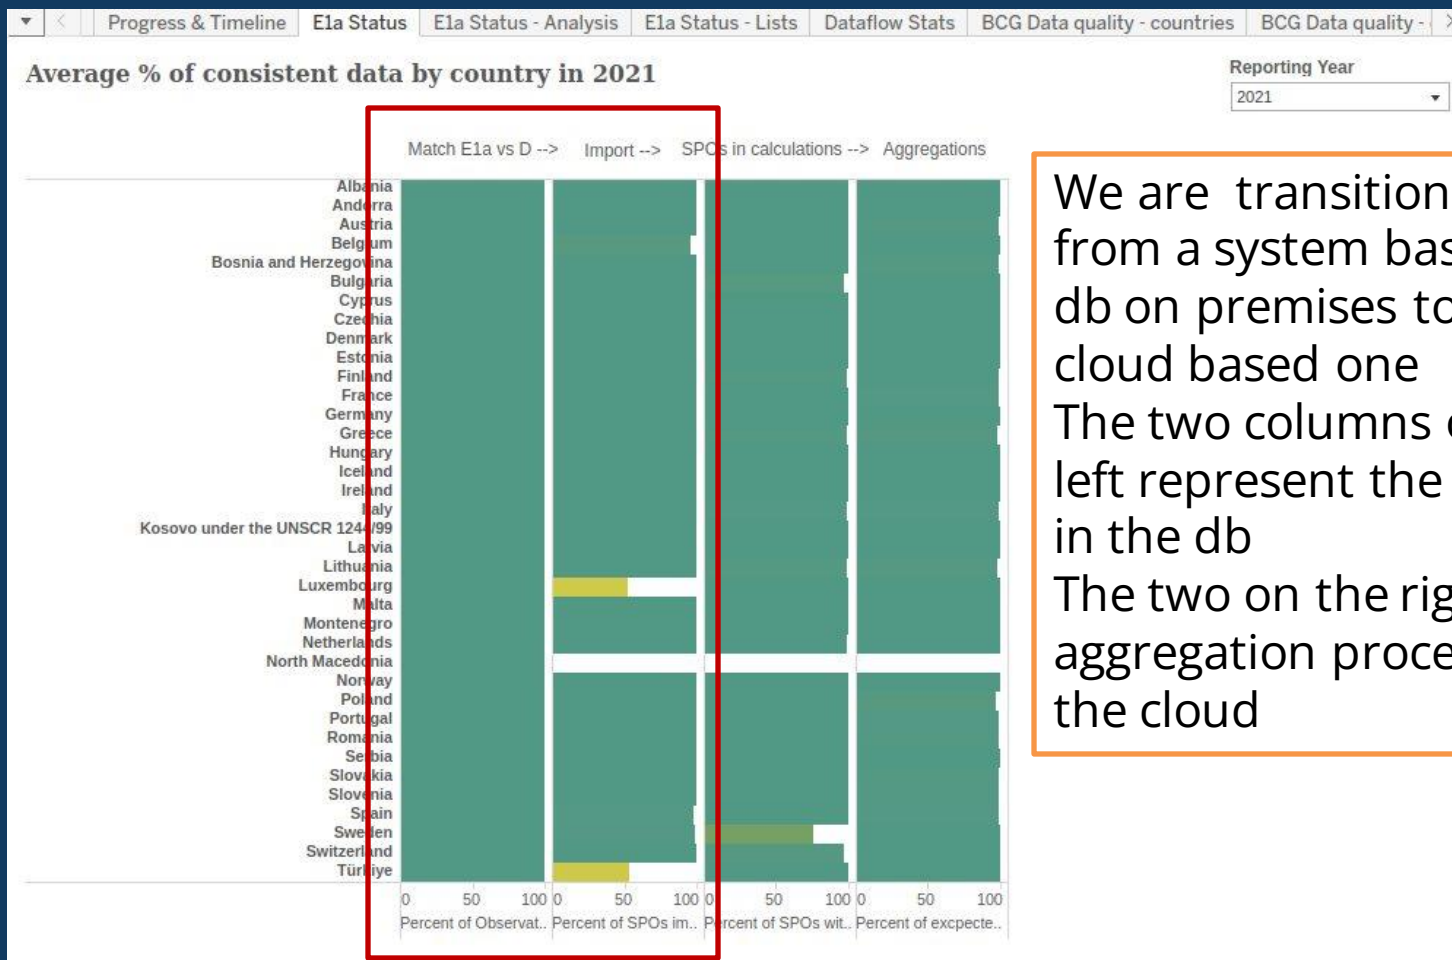 Progress & Timeline E1a Status E1a Status - Analysis E1a Status - Lists Dataflow Stats BCG Data quality - countries BCG Data quality -
Average % of consistent data by country in 2021
Reporting Year
2021
Match E1a vs D --> Import --> SPOs in calculations --> Aggregations
Albania
Andorra
Austria
Belgium
Bosnia and Herzegovina
Bulgaria
Cyprus
Czechia
Denmark
Estonia
Finland
France
Germany
Greece
Hungary
Iceland
Ireland
Italy
Kosovo under the UNSCR 1244/99
Latvia
Lithuania
Luxembourg
Malta
Montenegro
Netherlands
North Macedonia
Norway
Poland
Portugal
Romania
Serbia
Slovakia
Slovenia
Spain
Sweden
Switzerland
Türkiye
0 50 100 0 50 100 0 50 100 0 50 100
Percent of Observat.. Percent of SPOs im.. Percent of SPOs wit.. Percent of excpecte..
We are transition
from a system bas
db on premises to
cloud based one
The two columns
left represent the
in the db
The two on the rig
aggregation proce
the cloud